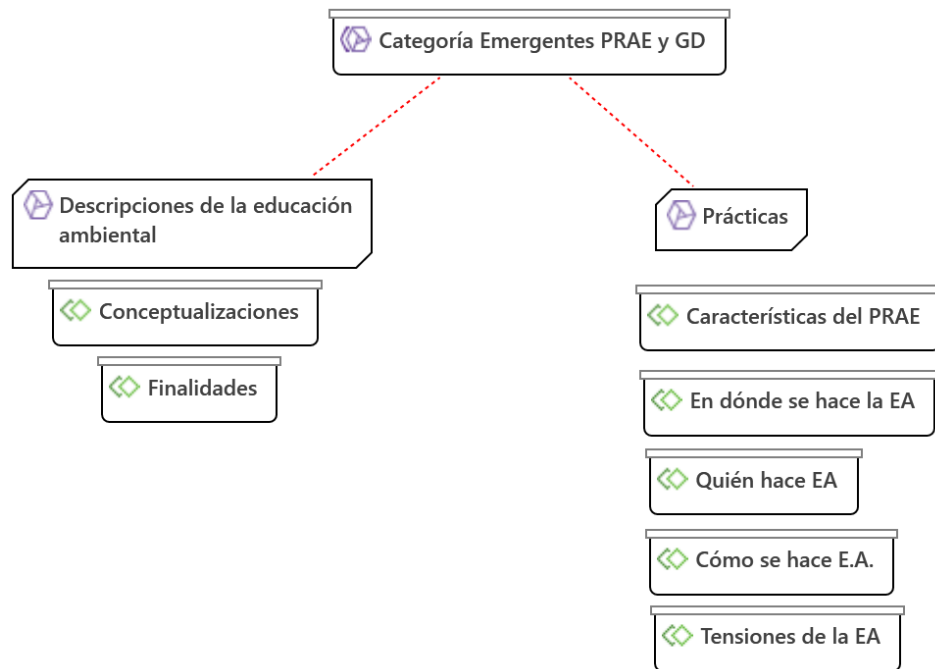 Categoría Emergentes PRAE y GD
Descripciones de la educación
ambiental
Conceptualizaciones
Finalidades
Prácticas
Características del PRAE
En dónde se hace la EA
Quién hace EA
Cómo se hace E.A.
Tensiones de la EA